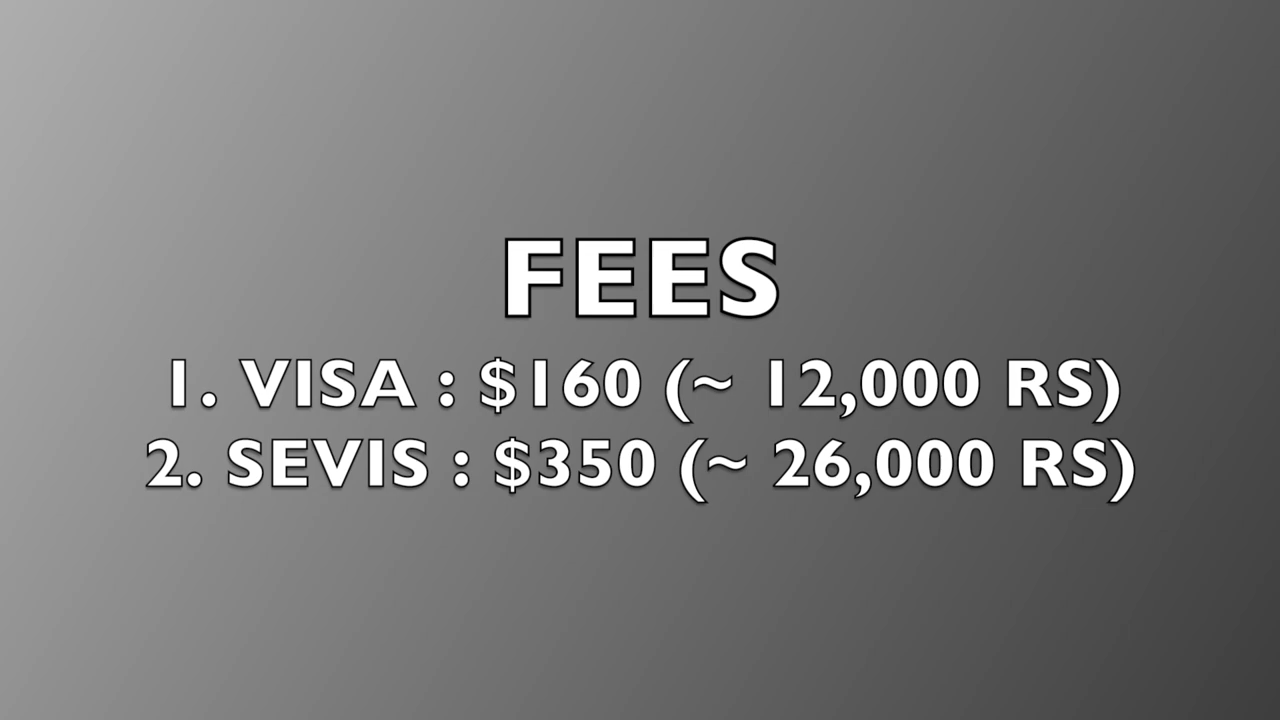 FEES
1. VISA : $160 (~ 12,000 RS)
2. SEVIS : $350 (~ 26,000 RS)